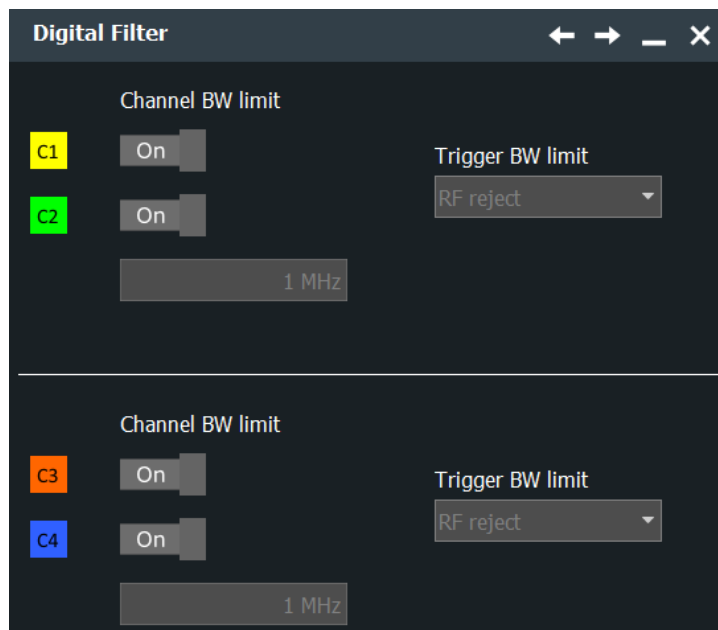 Digital Filter
Channel BW limit
C1 On
Trigger BW limit
RF reject
C2 On
1 MHz
Channel BW limit
C3 On
Trigger BW limit
RF reject
C4 On
1 MHz